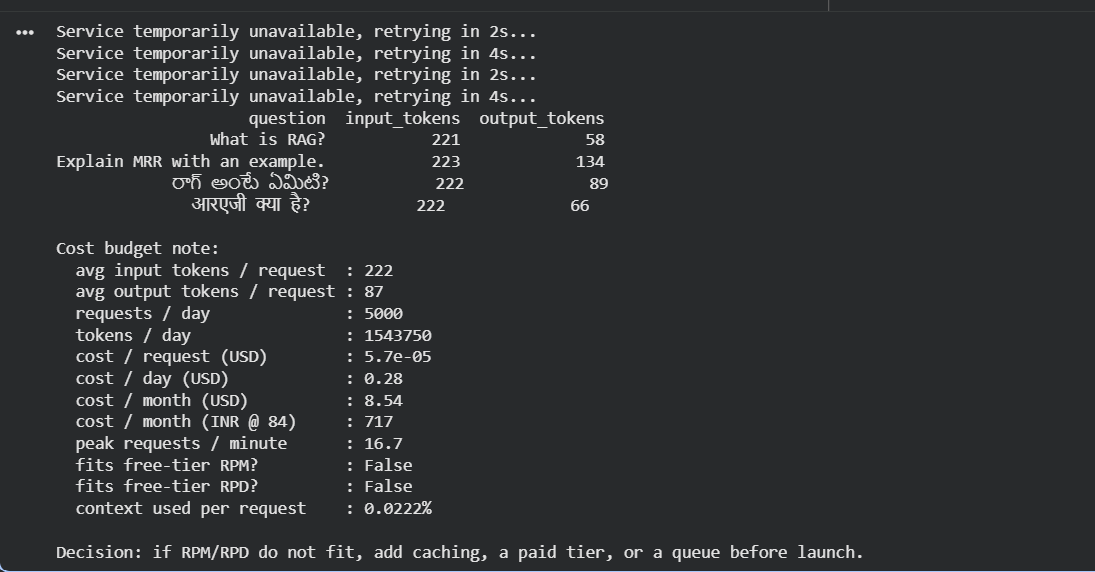 Service temporarily unavailable, retrying in 2s...
Service temporarily unavailable, retrying in 4s...
Service temporarily unavailable, retrying in 2s...
Service temporarily unavailable, retrying in 4s...
question input_tokens output_tokens
What is RAG? 221 58
Explain MRR with an example. 223 134
రాగ్ అంటే ఏమిటి? 222 89
आरएजी क्या है? 222 66
Cost budget note:
avg input tokens / request : 222
avg output tokens / request : 87
requests / day : 5000
tokens / day : 1543750
cost / request (USD) : 5.7e-05
cost / day (USD) : 0.28
cost / month (USD) : 8.54
cost / month (INR @ 84) : 717
peak requests / minute : 16.7
fits free-tier RPM? : False
fits free-tier RPD? : False
context used per request : 0.0222%
Decision: if RPM/RPD do not fit, add caching, a paid tier, or a queue before launch.